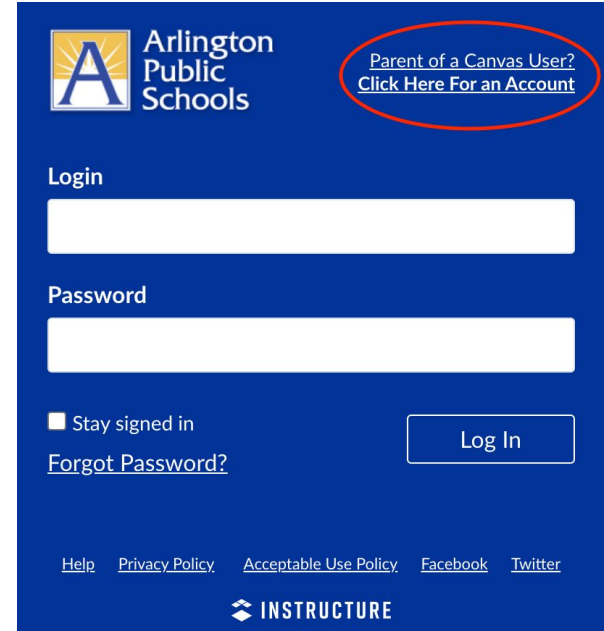 A
Arlington
Public
Schools
Parent of a Canvas User?
Click Here For an Account
Login
Password
Stay signed in
Log In
Forgot Password?
Help Privacy Policy Acceptable Use Policy Facebook Twitter
INSTRUCTURE